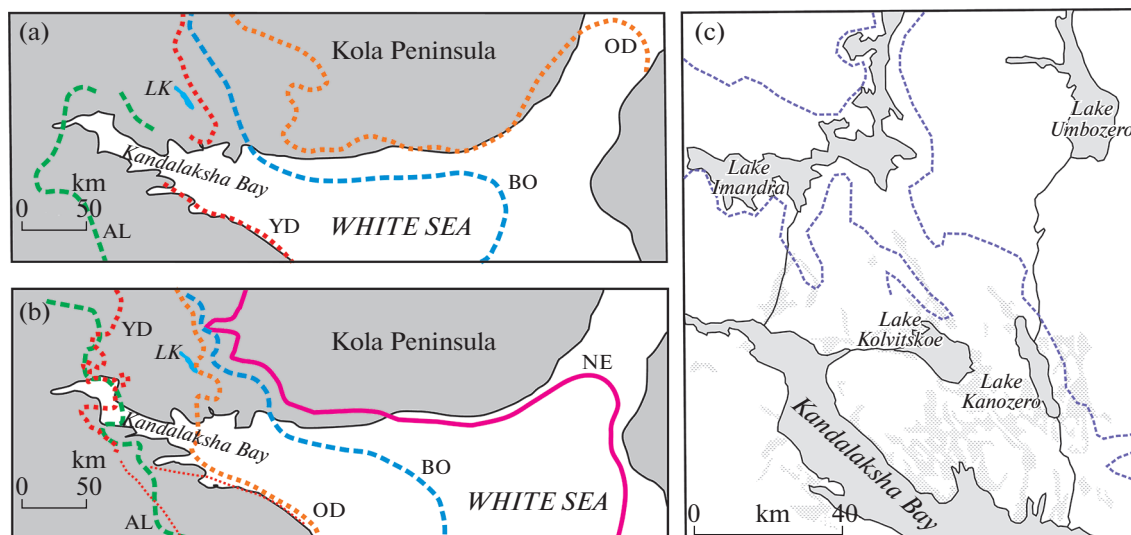 (a)
Kola Peninsula
OD
LK
Kandalaksha Bay
km
0 50
BO
WHITE SEA
YD
AL
(b)
YD
Kola Peninsula
LK
NE
Kandalaksha Bay
km
0 50
BO
WHITE SEA
AL
OD
(c)
Lake
Umbozero
Lake
Imandra
Lake
Kolvitskoe
Lake
Kanozero
Kandalaksha Bay
km
0 40